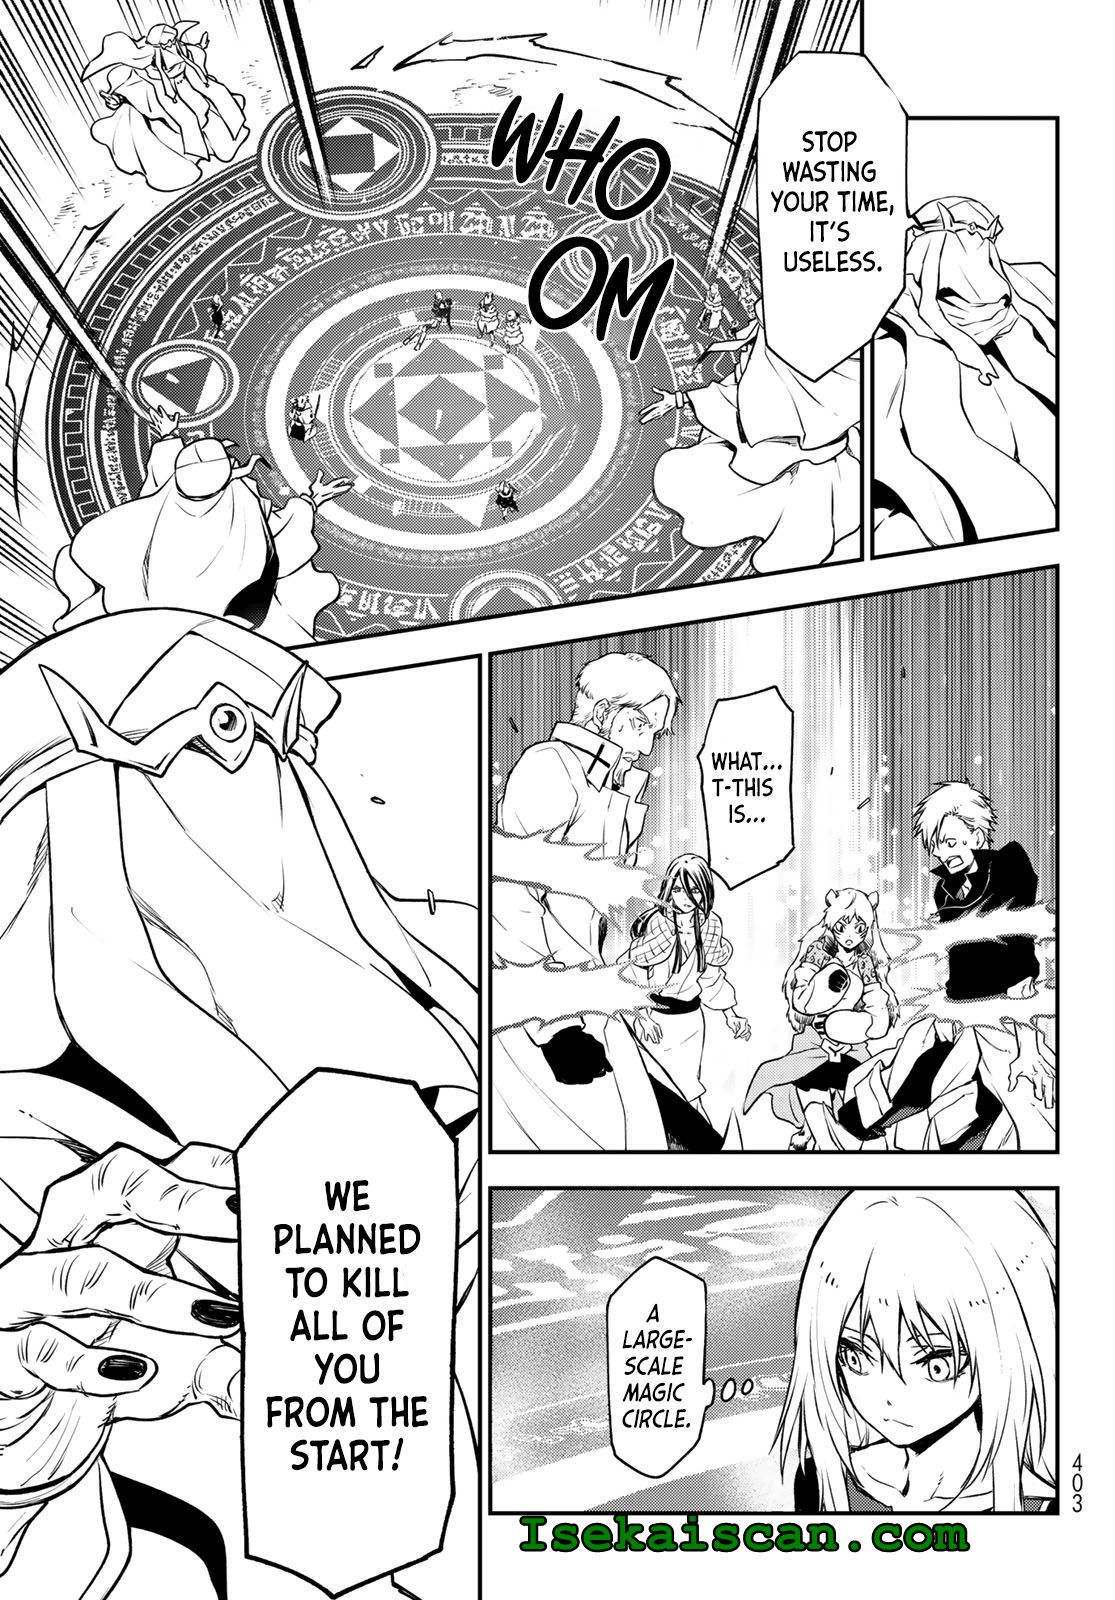 STOP
WASTING
YOUR TIME,
IT'S
USELESS.
WHO
OM
WHAT...
T-THIS
IS...
WE
PLANNED
TO KILL
ALL OF
YOU
FROM THE
START!
A
LARGE-
SCALE
MAGIC
CIRCLE.
403
Isekaiscan.com